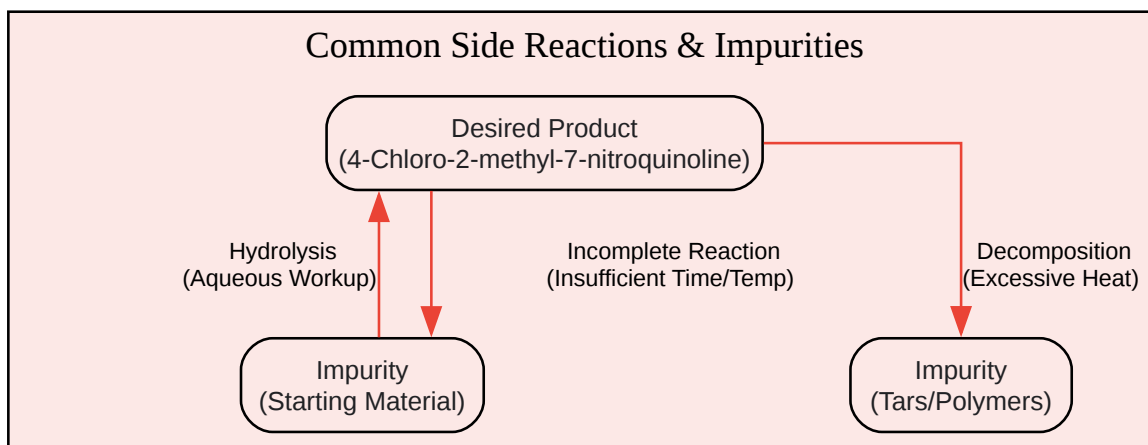 Common Side Reactions & Impurities
Desired Product
(4-Chloro-2-methyl-7-nitroquinoline)
Hydrolysis
(Aqueous Workup)
Incomplete Reaction
(Insufficient Time/Temp)
Decomposition
(Excessive Heat)
Impurity
(Starting Material)
Impurity
(Tars/Polymers)